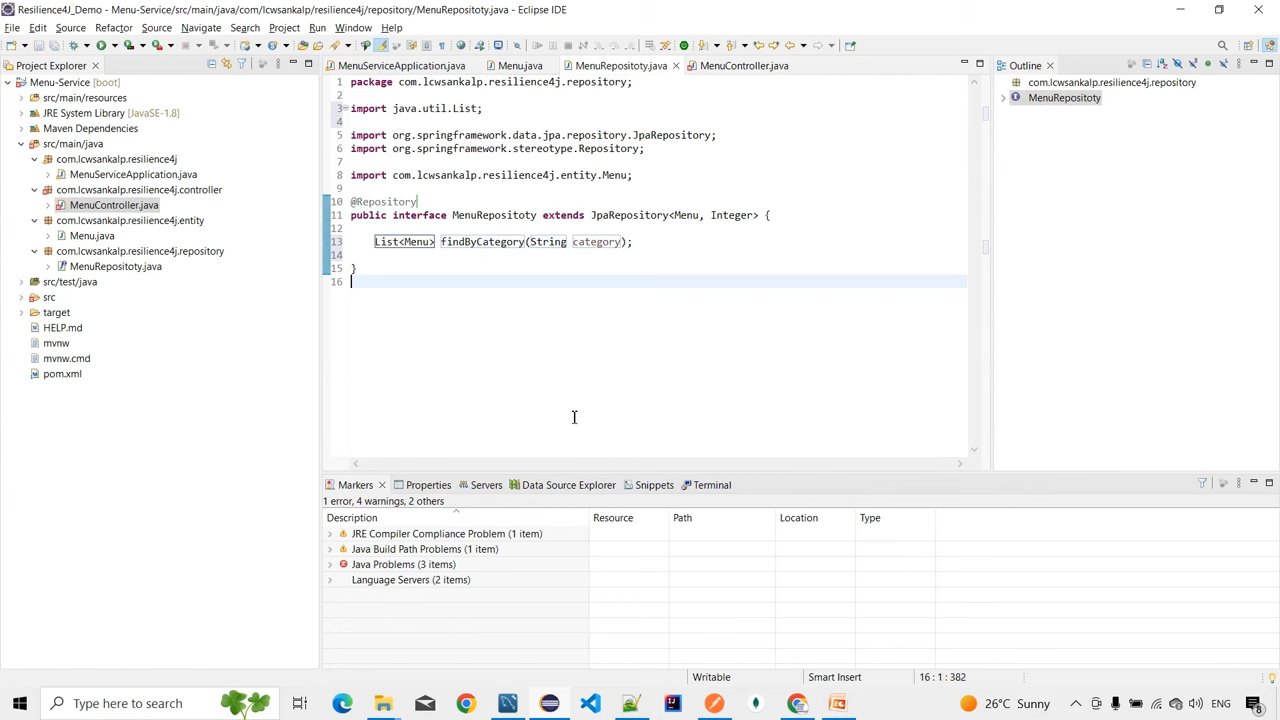 Resilience4J_Demo - Menu-Service/src/main/java/com/lcwsankalp/resilience4j/repository/MenuRepositoty.java - Eclipse IDE
File Edit Source Refactor Source Navigate Search Project Run Window Help
Project Explorer
MenuServiceApplication.java Menu.java MenuRepositoty.java MenuController.java
Outline
Menu-Service [boot]
src/main/resources
JRE System Library [JavaSE-1.8]
Maven Dependencies
src/main/java
com.lcwsankalp.resilience4j
MenuServiceApplication.java
com.lcwsankalp.resilience4j.controller
MenuController.java
com.lcwsankalp.resilience4j.entity
Menu.java
com.lcwsankalp.resilience4j.repository
MenuRepositoty.java
src/test/java
src
target
HELP.md
mvnw
mvnw.cmd
pom.xml
1 package com.lcwsankalp.resilience4j.repository;
2
3 import java.util.List;
4
5 import org.springframework.data.jpa.repository.JpaRepository;
6 import org.springframework.stereotype.Repository;
7
8 import com.lcwsankalp.resilience4j.entity.Menu;
9
10 @Repository
11 public interface MenuRepositoty extends JpaRepository<Menu, Integer> {
12
13 List<Menu> findByCategory(String category);
14
15 }
16
com.lcwsankalp.resilience4j.repository
MenuRepositoty
Markers Properties Servers Data Source Explorer Snippets Terminal
1 error, 4 warnings, 2 others
Description Resource Path Location Type
JRE Compiler Compliance Problem (1 item)
Java Build Path Problems (1 item)
Java Problems (3 items)
Language Servers (2 items)
Writable Smart Insert 16 : 1 : 382
Type here to search
26°C Sunny
ENG
8